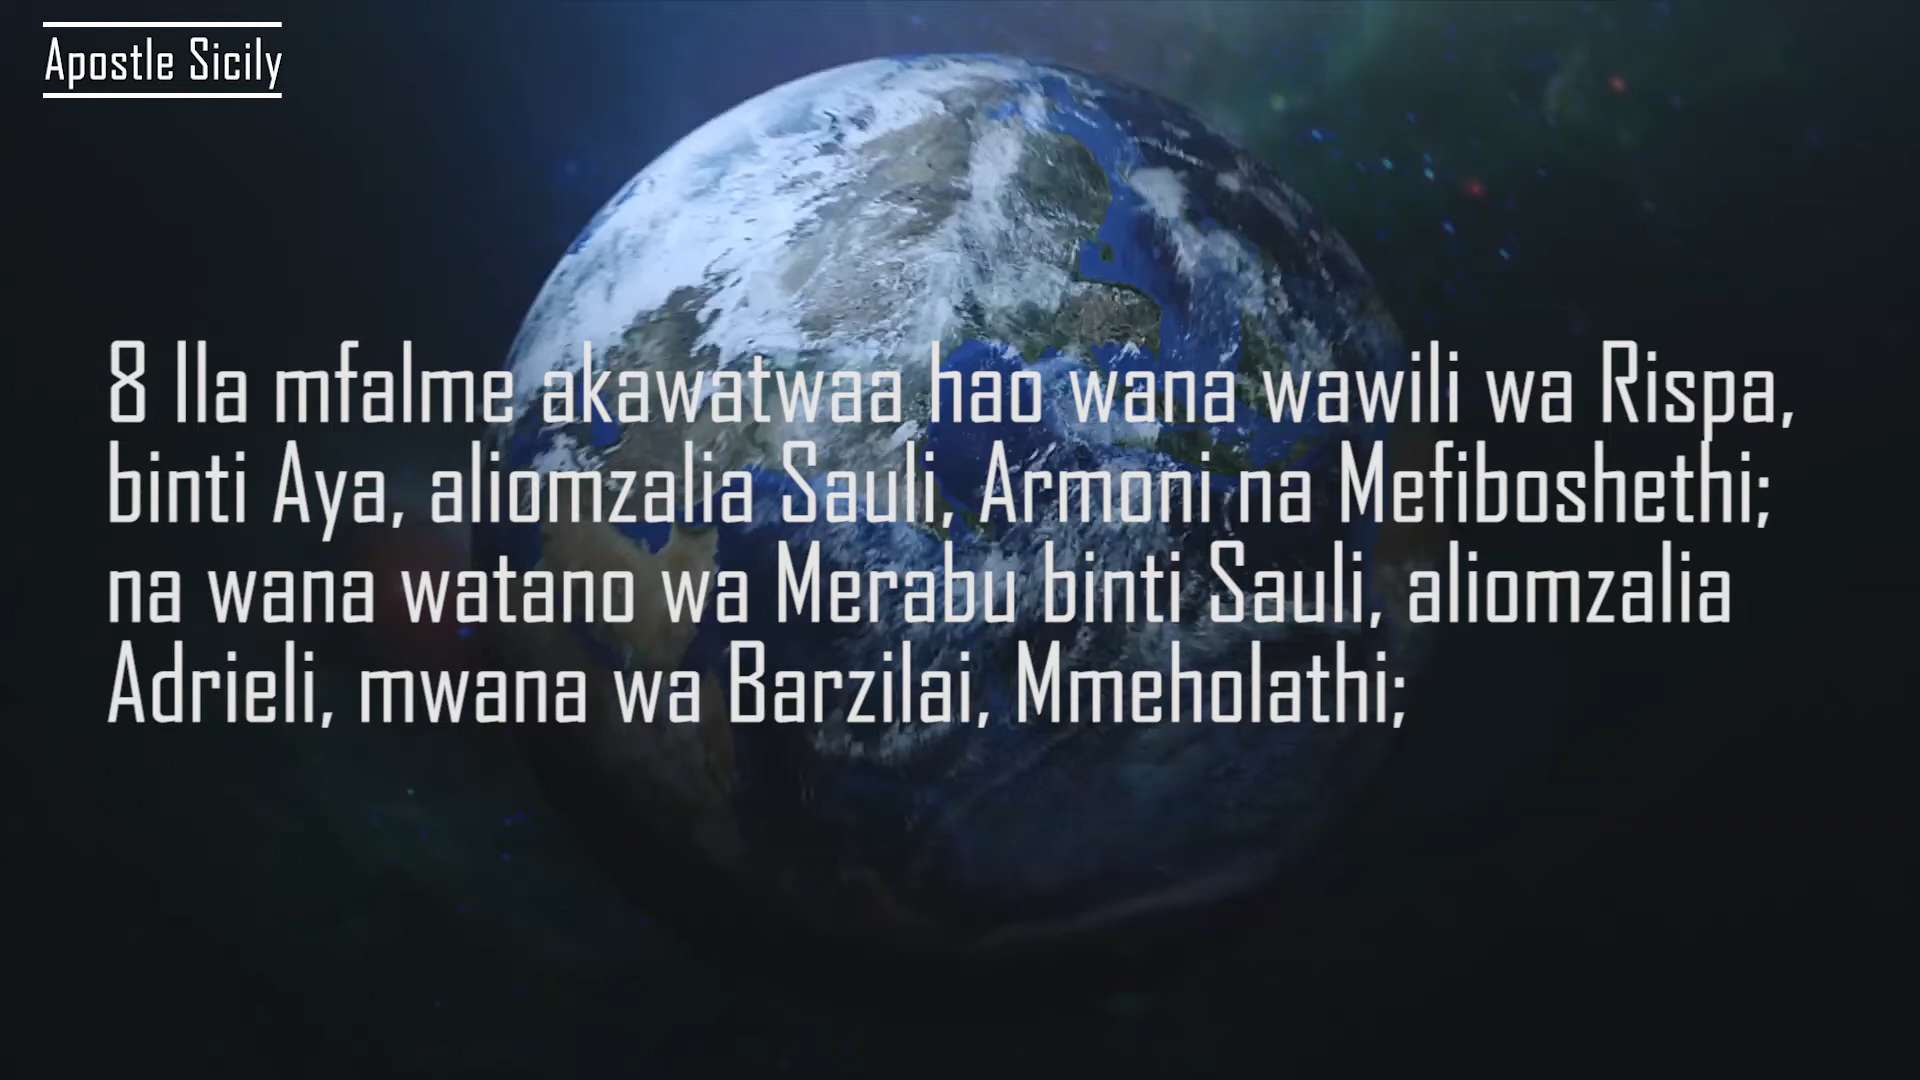 Apostle Sicily
8 Ila mfalme akawatwaa hao wana wawili wa Rispa,
binti Aya, aliomzalia Sauli, Armoni na Mefiboshethi;
na wana watano wa Merabu binti Sauli, aliomzalia
Adrieli, mwana wa Barzilai, Mmeholathi;